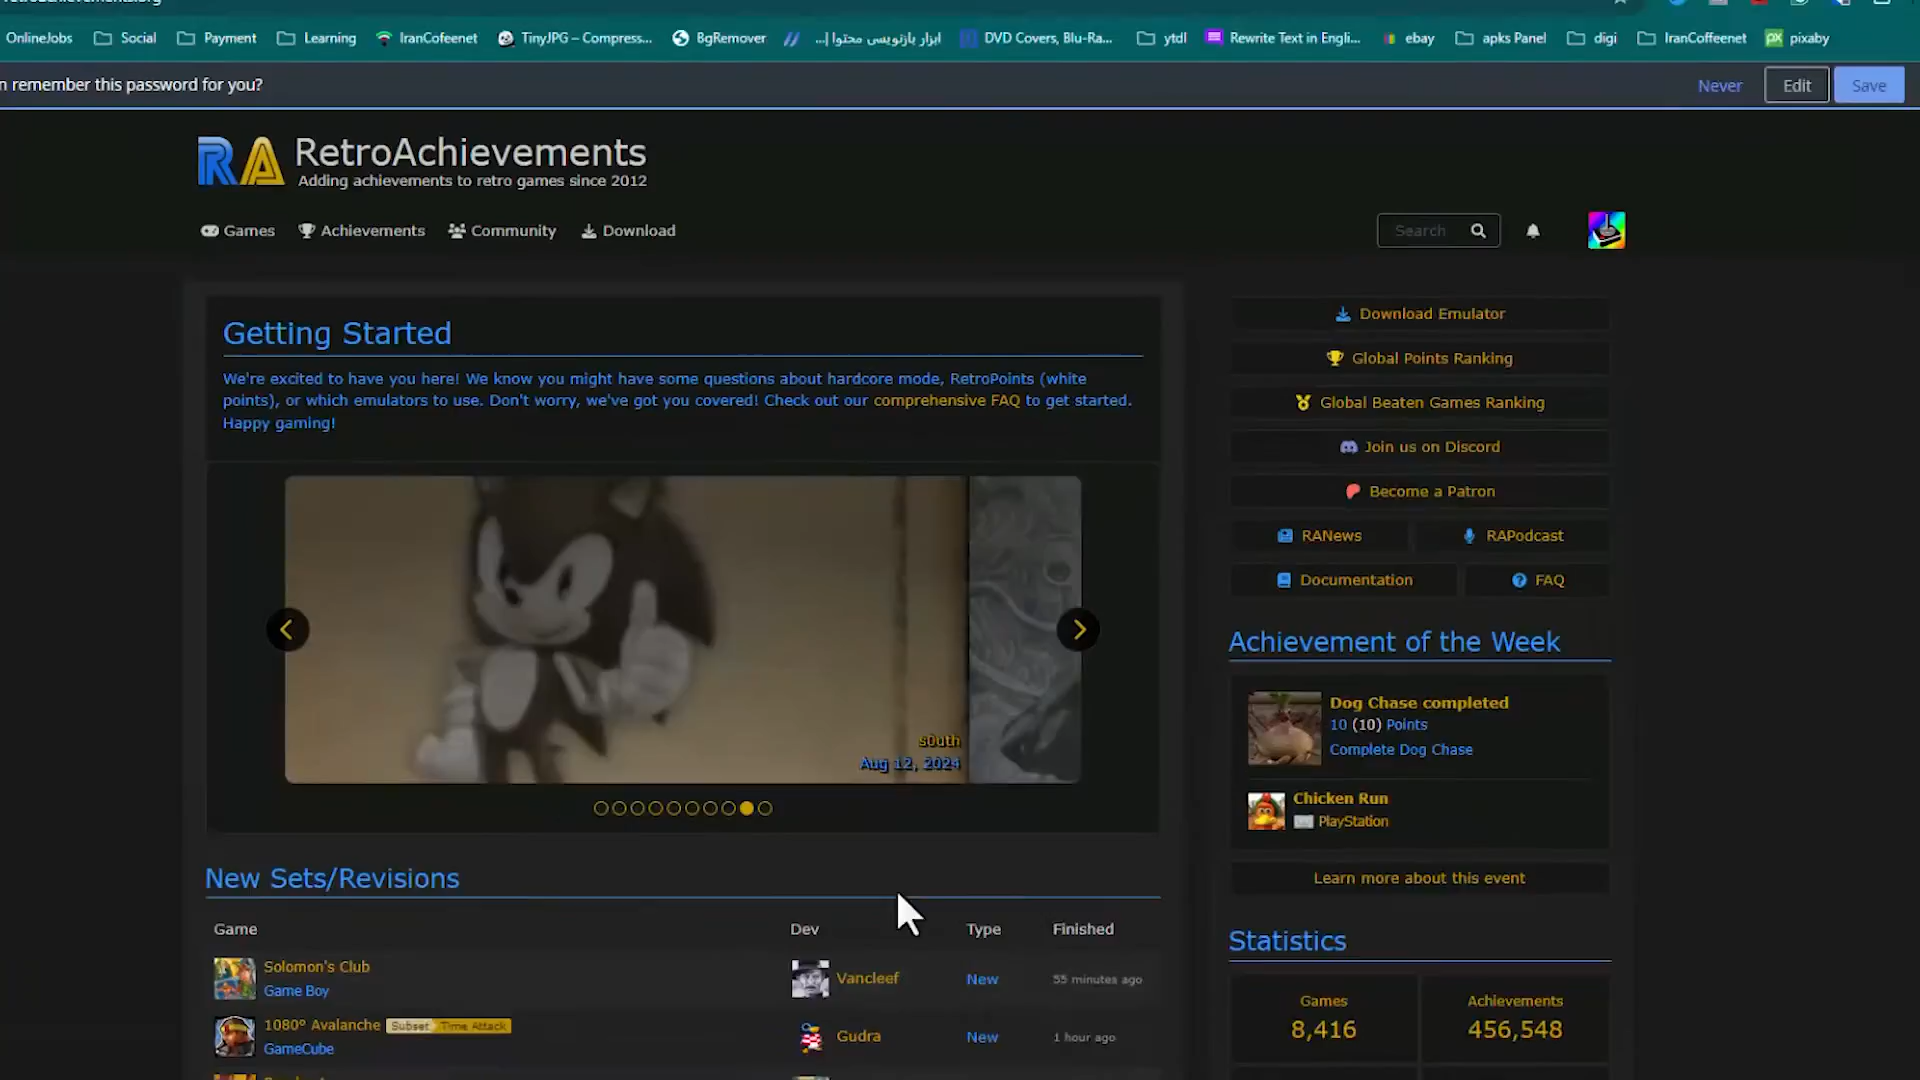 OnlineJobs Social Payment Learning IranCofeenet TinyJPG – Compress... BgRemover ابزار بازنویسی محتوا |... DVD Covers, Blu-Ra... ytdl Rewrite Text in Engli... ebay apks Panel digi IranCoffeenet px pixaby
remember this password for you? Never Edit Save
RA RetroAchievements
Adding achievements to retro games since 2012
Games Achievements Community Download Search
Getting Started
We're excited to have you here! We know you might have some questions about hardcore mode, RetroPoints (white
points), or which emulators to use. Don't worry, we've got you covered! Check out our comprehensive FAQ to get started.
Happy gaming!
s0uth
Aug 12, 2024
New Sets/Revisions
Game Dev Type Finished
Solomon's Club
Game Boy
Vancleef New 55 minutes ago
1080° Avalanche Subset Time Attack
GameCube
Gudra New 1 hour ago
Download Emulator
Global Points Ranking
Global Beaten Games Ranking
Join us on Discord
Become a Patron
RANews RAPodcast
Documentation FAQ
Achievement of the Week
Dog Chase completed
10 (10) Points
Complete Dog Chase
Chicken Run
PlayStation
Learn more about this event
Statistics
Games Achievements
8,416 456,548